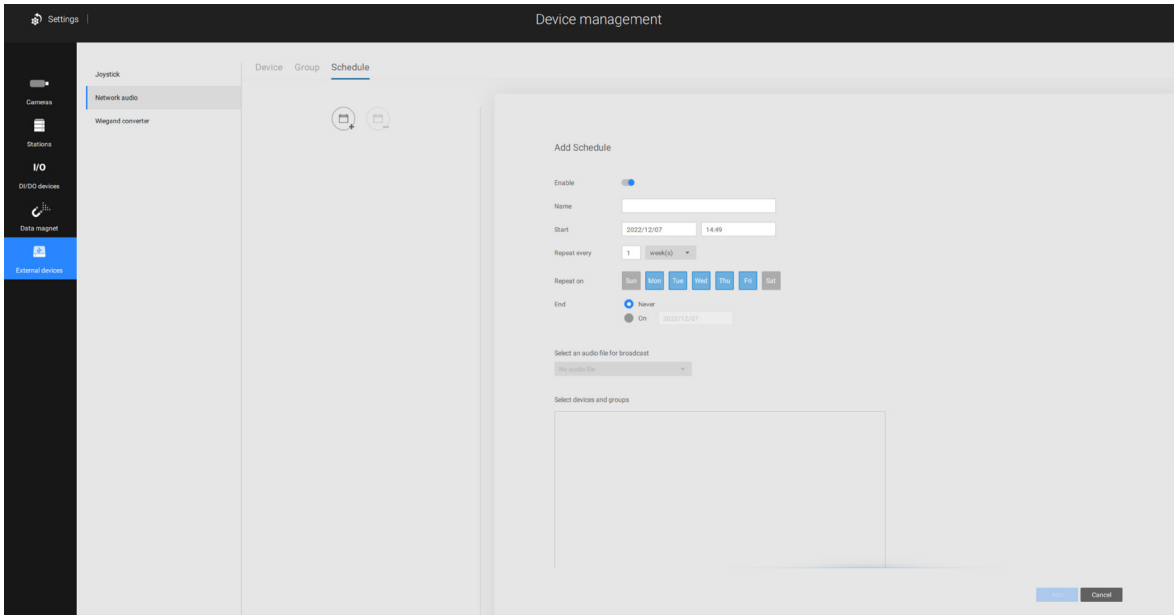 Settings
Device management
Cameras
Stations
I/O
DI/DO devices
Data magnet
External devices
Joystick
Network audio
Wiegand converter
Device Group Schedule
Add Schedule
Enable
Name
Start 2022/12/07 14:49
Repeat every 1 week(s)
Repeat on Sun Mon Tue Wed Thu Fri Sat
End Never
On 2022/12/07
Select an audio file for broadcast
No audio file
Select devices and groups
Cancel